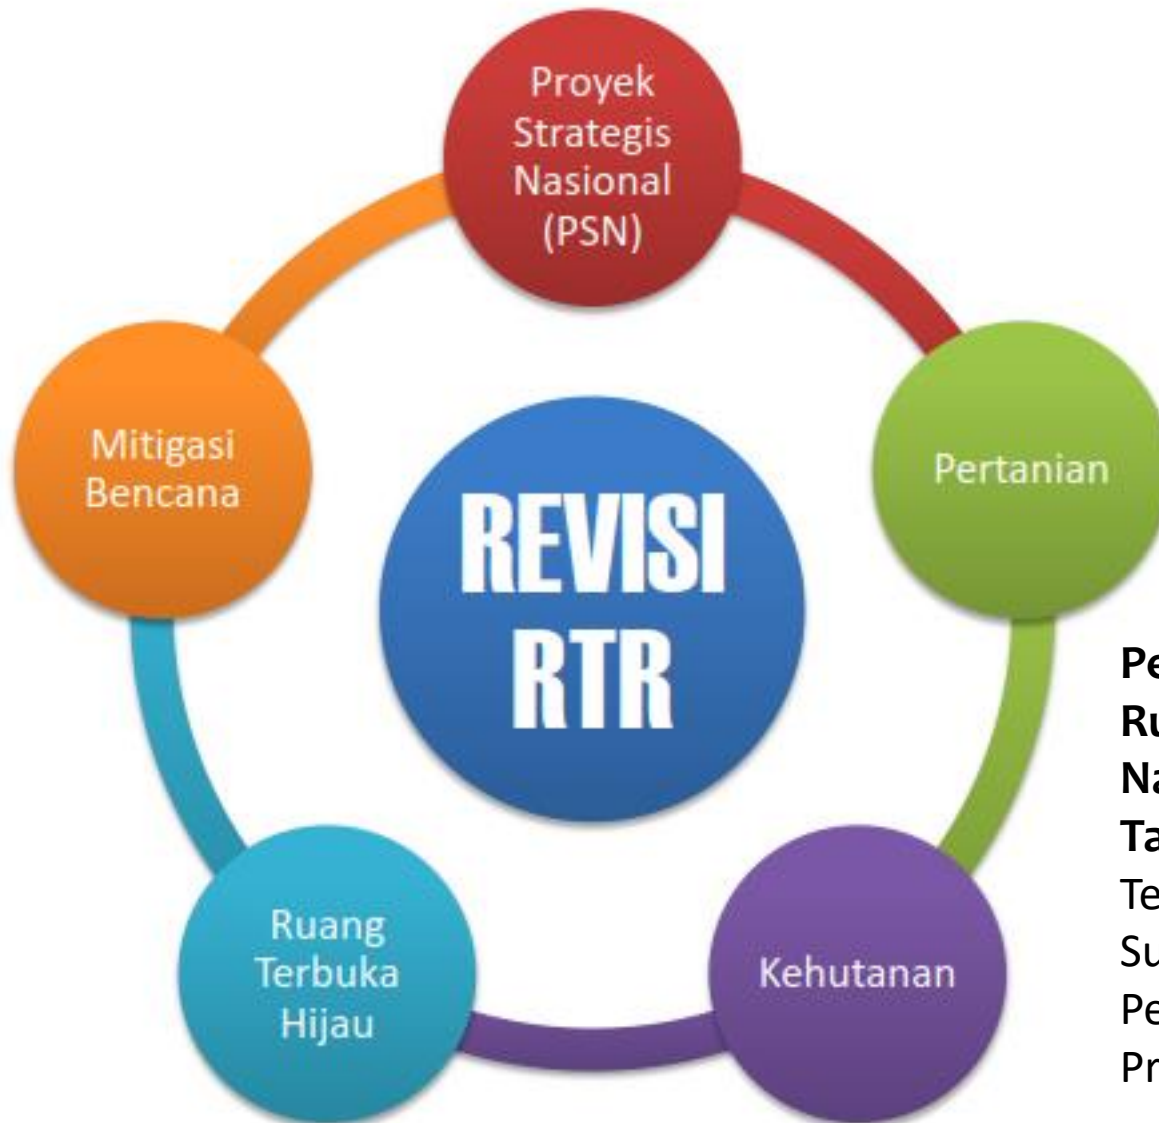 Proyek
Strategis
Nasional
(PSN)
Mitigasi
Bencana
Pertanian
REVISI
RTR
Ruang
Terbuka
Hijau
Kehutanan